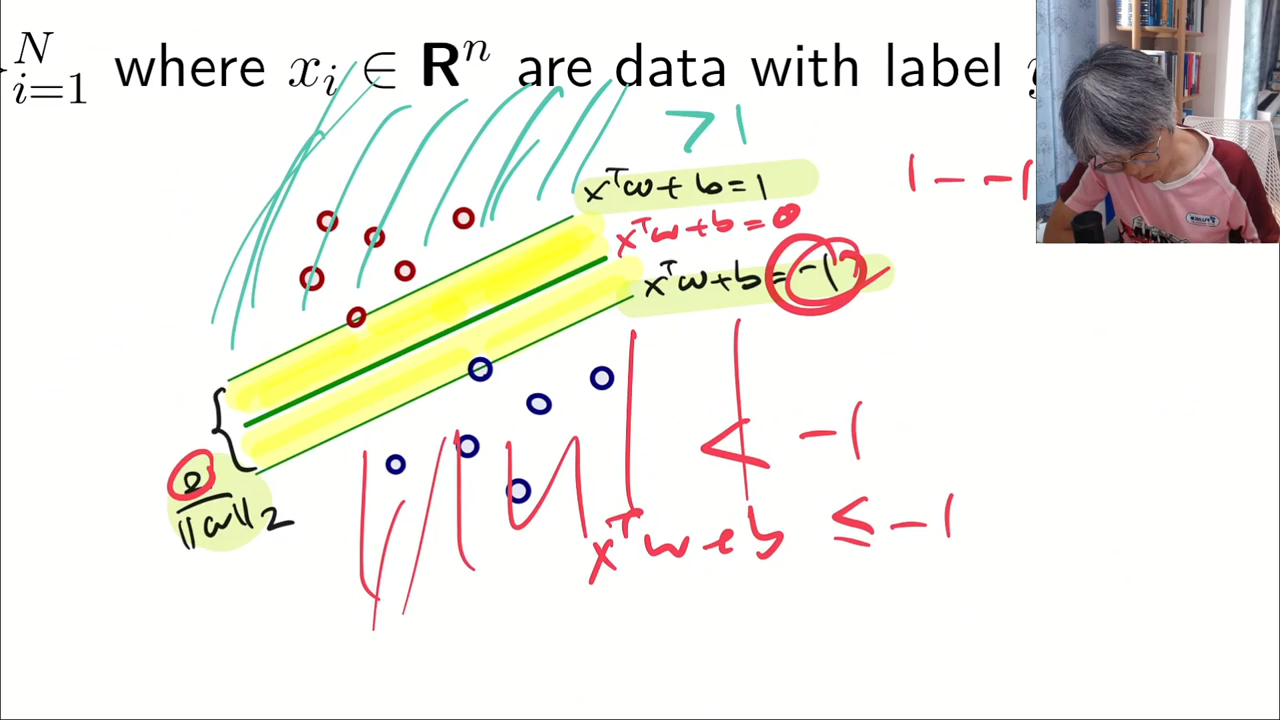 N
i=1 where xᵢ ∈ Rⁿ are data with label
> 1
xᵀω + b = 1
1 - -1
xᵀω + b = 0
xᵀω + b = -1
< -1
2
‖ω‖2
xᵀω + b ≤ -1